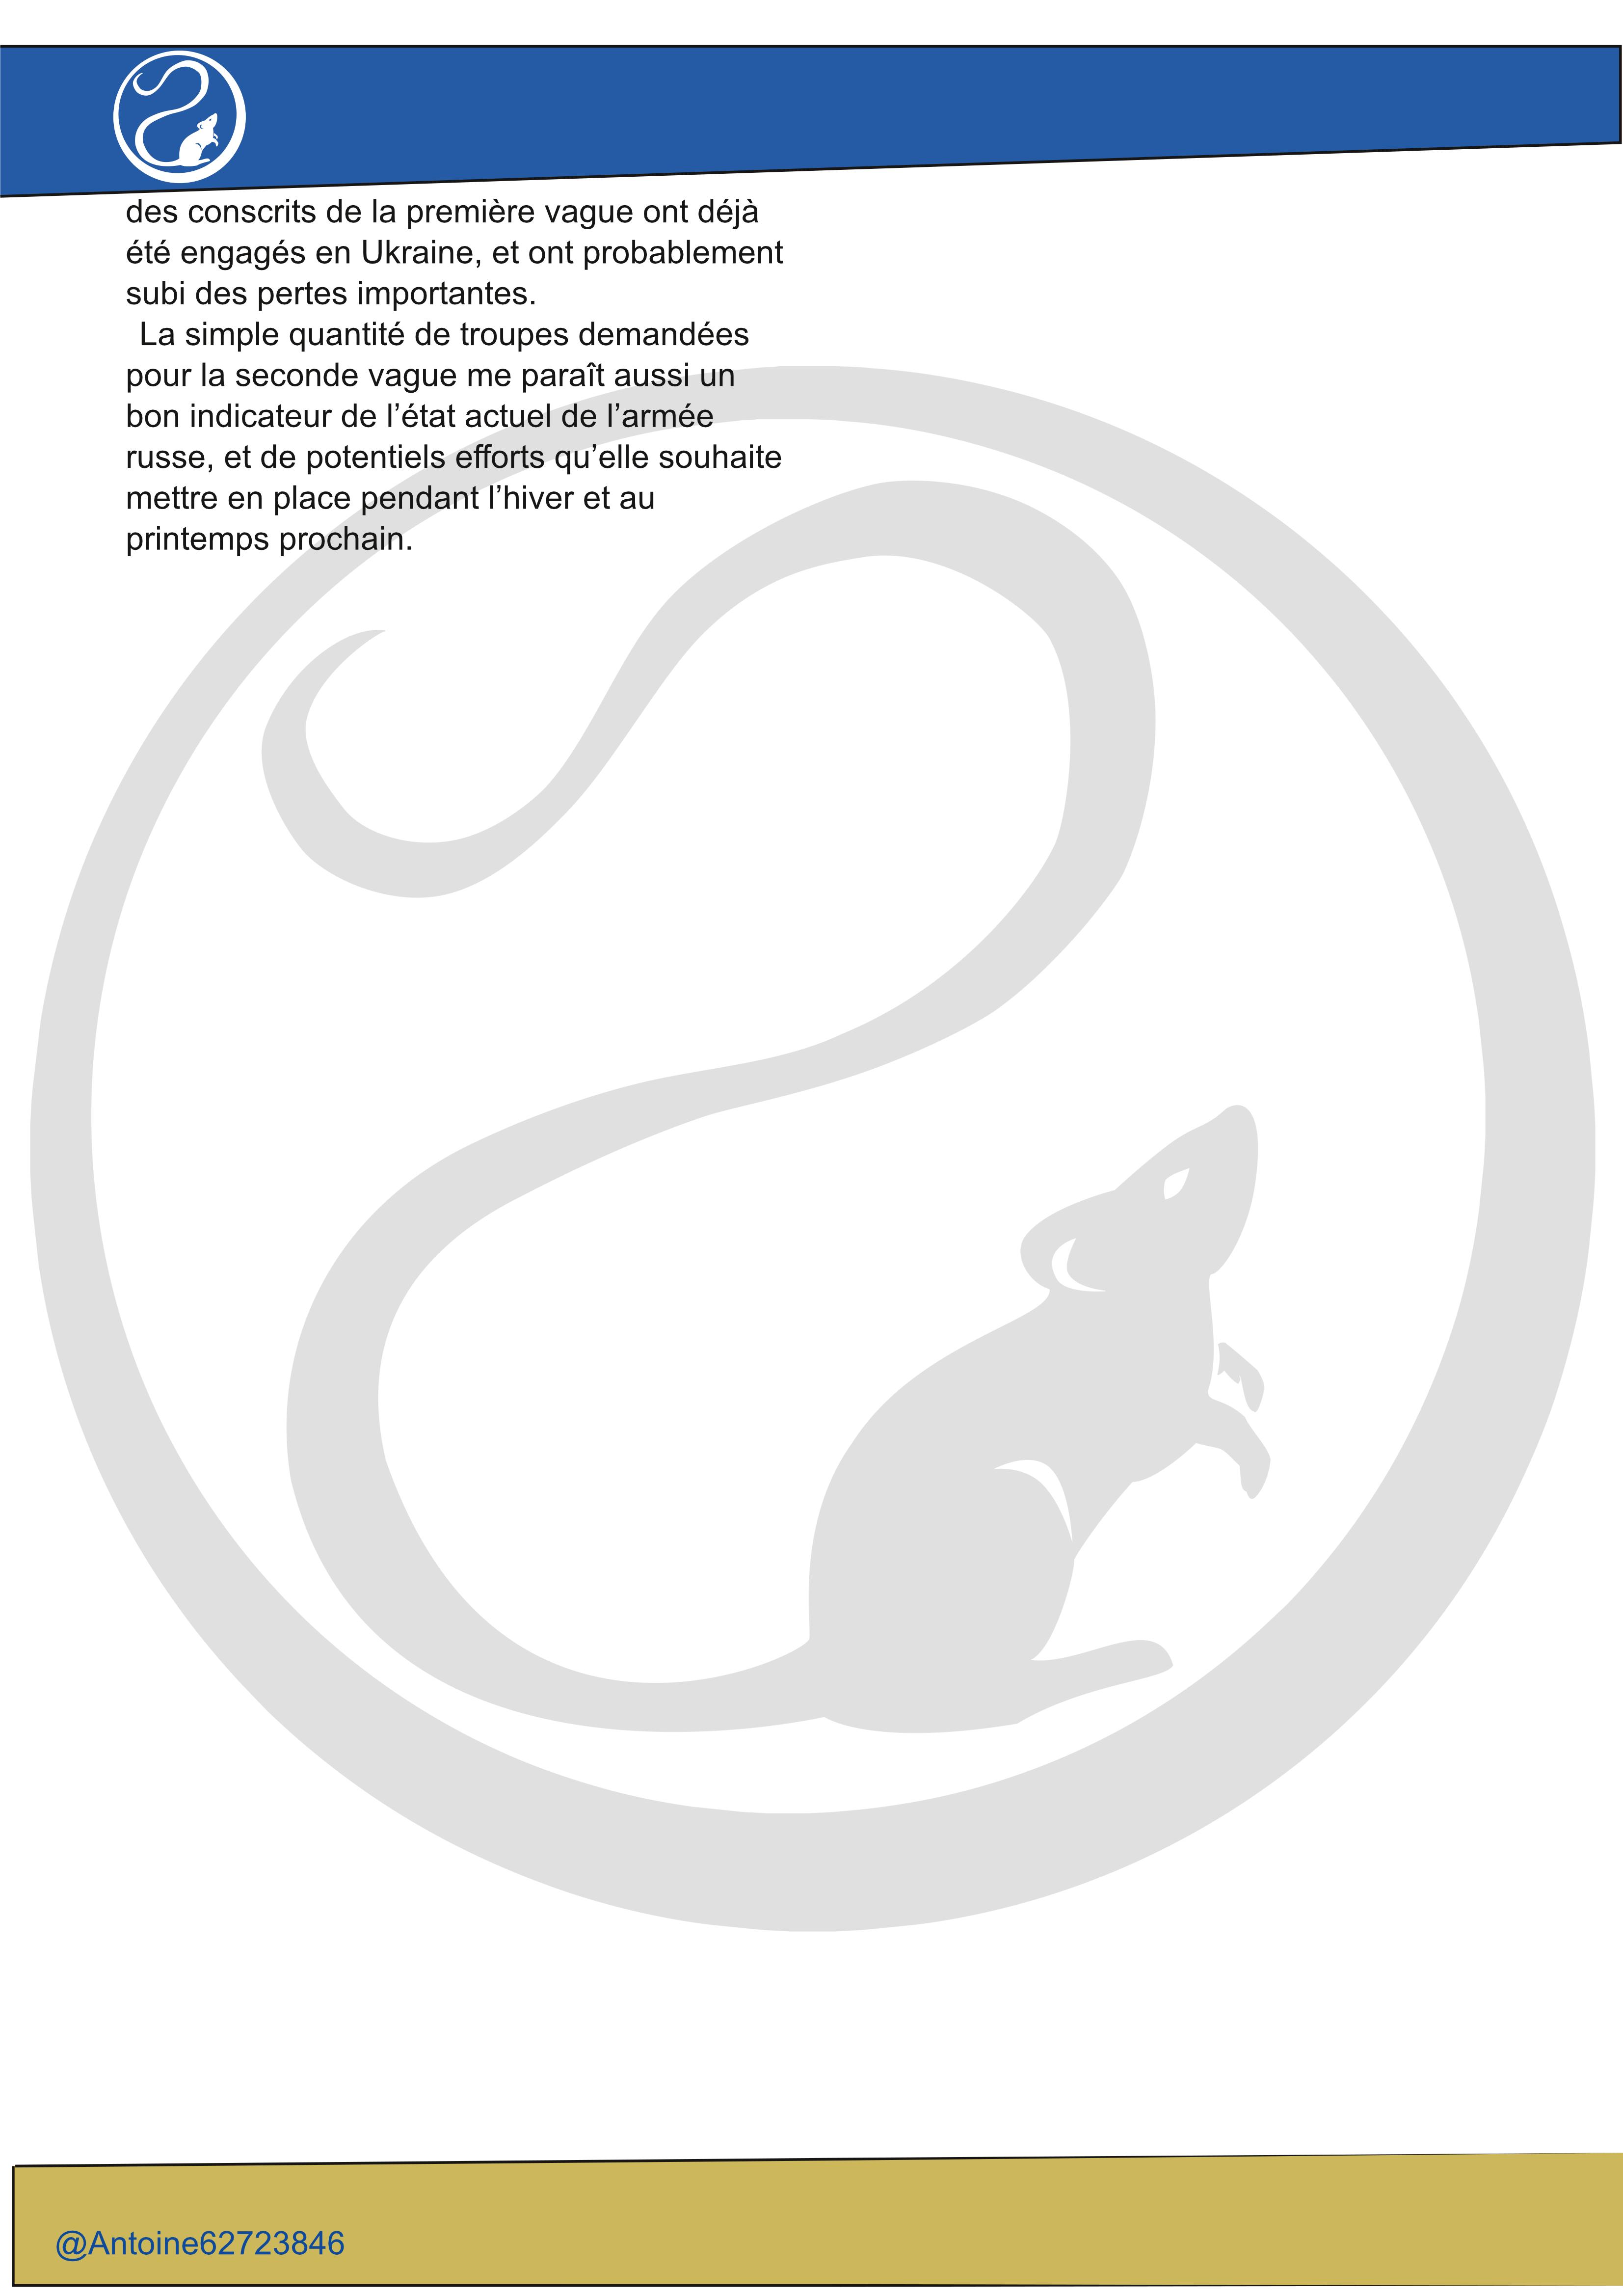 des conscrits de la première vague ont déjà
été engagés en Ukraine, et ont probablement
subi des pertes importantes.
La simple quantité de troupes demandées
pour la seconde vague me paraît aussi un
bon indicateur de l’état actuel de l’armée
russe, et de potentiels efforts qu’elle souhaite
mettre en place pendant l’hiver et au
printemps prochain.
@Antoine62723846